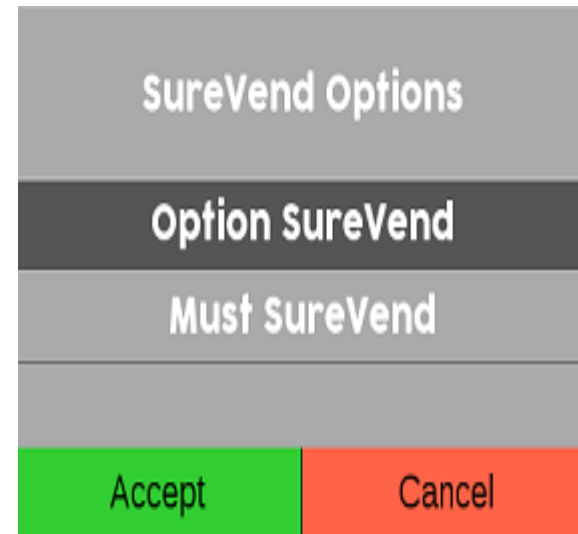 SureVend Options
Option SureVend
Must SureVend
Accept Cancel